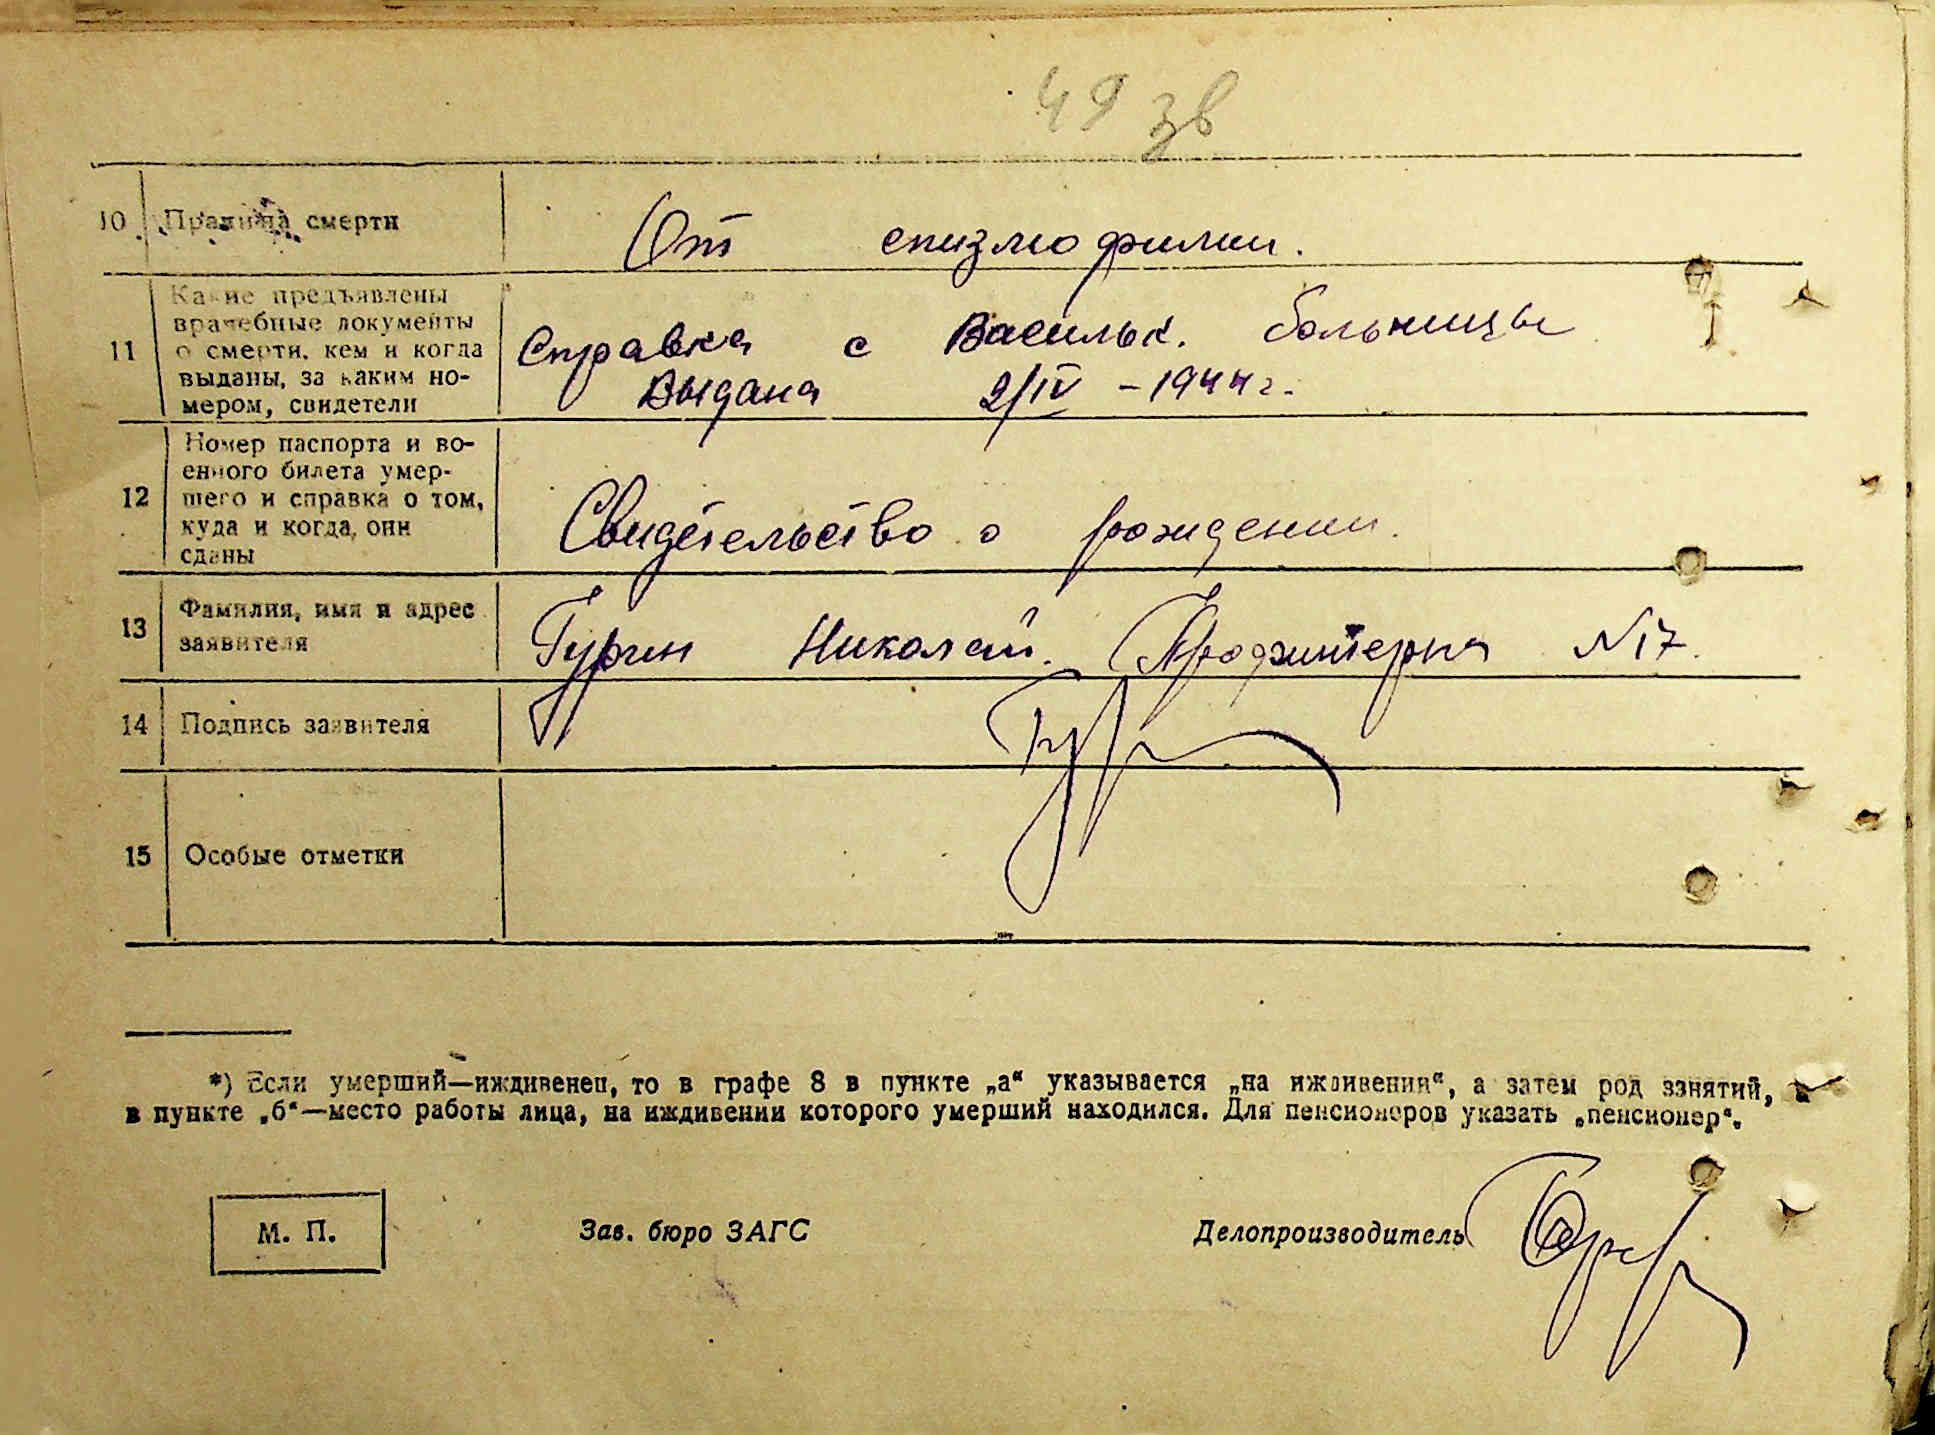 49 зв
10 Причина смерти От спизмофилии.
11 Какие предъявлены
врачебные документы
о смерти, кем и когда
выданы, за каким но-
мером, свидетели
Справка с Васильк. больницы
Выдана 2/IV - 1944 г.
12 Номер паспорта и во-
енного билета умер-
шего и справка о том,
куда и когда, они
сданы
Свидетельство о рождении.
13 Фамилия, имя и адрес
заявителя
Гурин Николай. Профинтерна N 17.
14 Подпись заявителя
15 Особые отметки
*) Если умерший—иждивенец, то в графе 8 в пункте „а“ указывается „на иждивении“, а затем род занятий, а
в пункте „б“—место работы лица, на иждивении которого умерший находился. Для пенсионеров указать „пенсионер“.
М. П. Зав. бюро ЗАГС Делопроизводитель